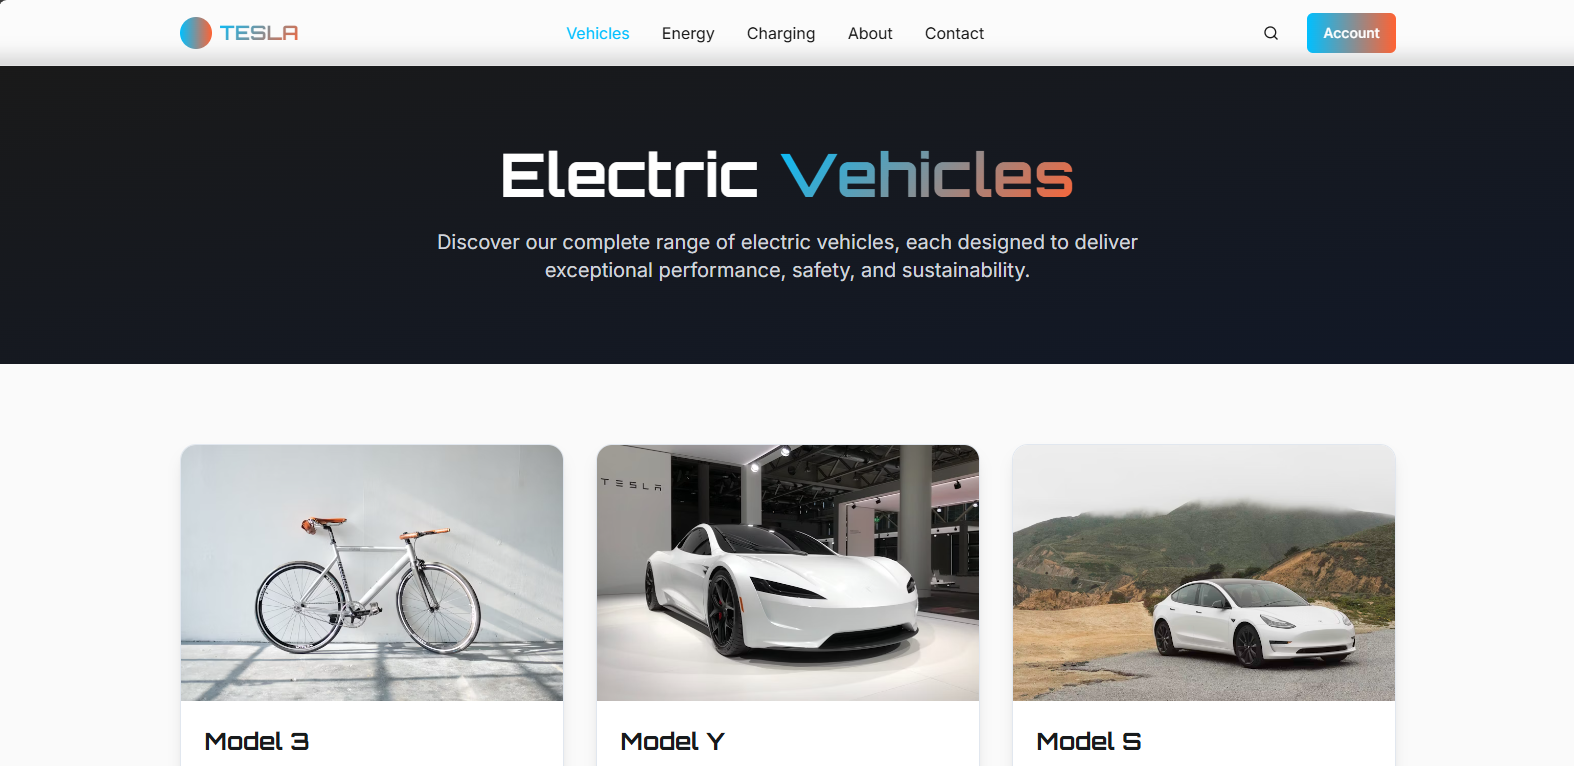 TESLA
Vehicles Energy Charging About Contact
Account
Electric Vehicles
Discover our complete range of electric vehicles, each designed to deliver
exceptional performance, safety, and sustainability.
TESLA
Model 3 Model Y Model S